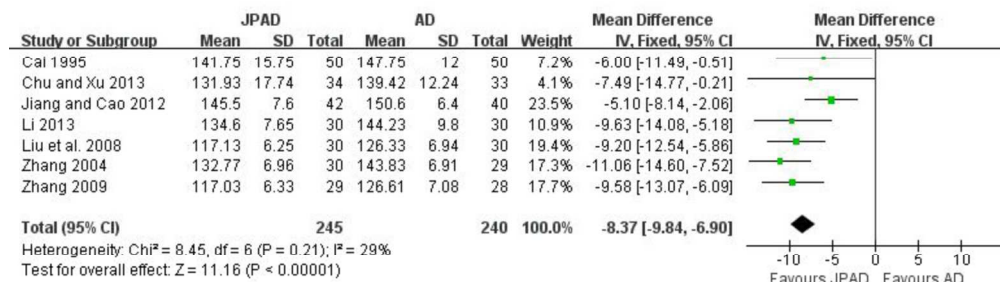 JPAD AD Mean Difference Mean Difference
Study or Subgroup Mean SD Total Mean SD Total Weight IV, Fixed, 95% CI IV, Fixed, 95% CI
Cai 1995 141.75 15.75 50 147.75 12 50 7.2% -6.00 [-11.49, -0.51]
Chu and Xu 2013 131.93 17.74 34 139.42 12.24 33 4.1% -7.49 [-14.77, -0.21]
Jiang and Cao 2012 145.5 7.6 42 150.6 6.4 40 23.5% -5.10 [-8.14, -2.06]
Li 2013 134.6 7.65 30 144.23 9.8 30 10.9% -9.63 [-14.08, -5.18]
Liu et al. 2008 117.13 6.25 30 126.33 6.94 30 19.4% -9.20 [-12.54, -5.86]
Zhang 2004 132.77 6.96 30 143.83 6.91 29 17.3% -11.06 [-14.60, -7.52]
Zhang 2009 117.03 6.33 29 126.61 7.08 28 17.7% -9.58 [-13.07, -6.09]
Total (95% CI) 245 240 100.0% -8.37 [-9.84, -6.90]
Heterogeneity: Chi² = 8.45, df = 6 (P = 0.21); I² = 29%
Test for overall effect: Z = 11.16 (P < 0.00001)
-10 -5 0 5 10
Favours JPAD Favours AD